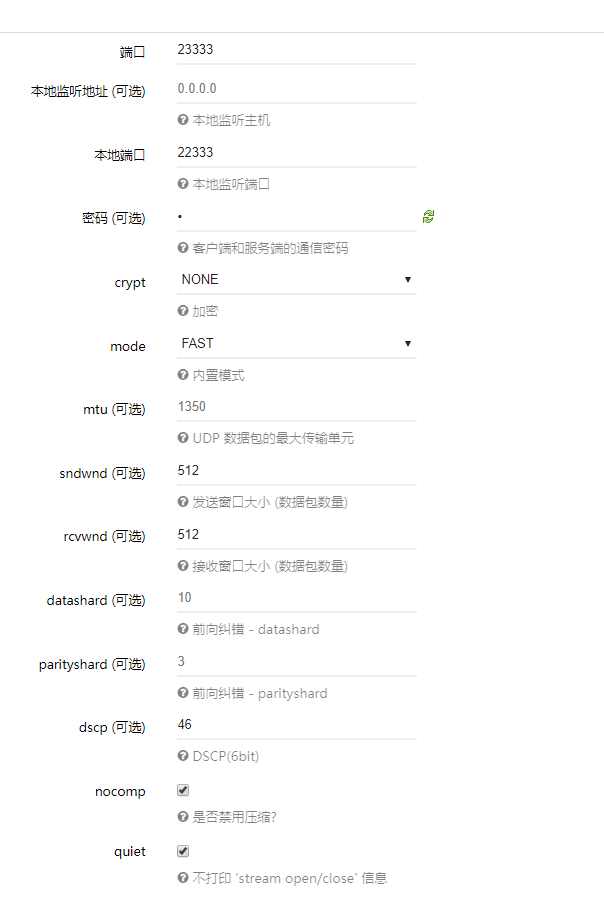 端口 23333
本地监听地址 (可选) 0.0.0.0
本地监听主机
本地端口 22333
本地监听端口
密码 (可选) •
客户端和服务端的通信密码
crypt NONE
加密
mode FAST
内置模式
mtu (可选) 1350
UDP 数据包的最大传输单元
sndwnd (可选) 512
发送窗口大小 (数据包数量)
rcvwnd (可选) 512
接收窗口大小 (数据包数量)
datashard (可选) 10
前向纠错 - datashard
parityshard (可选) 3
前向纠错 - parityshard
dscp (可选) 46
DSCP(6bit)
nocomp
是否禁用压缩?
quiet
不打印 'stream open/close' 信息